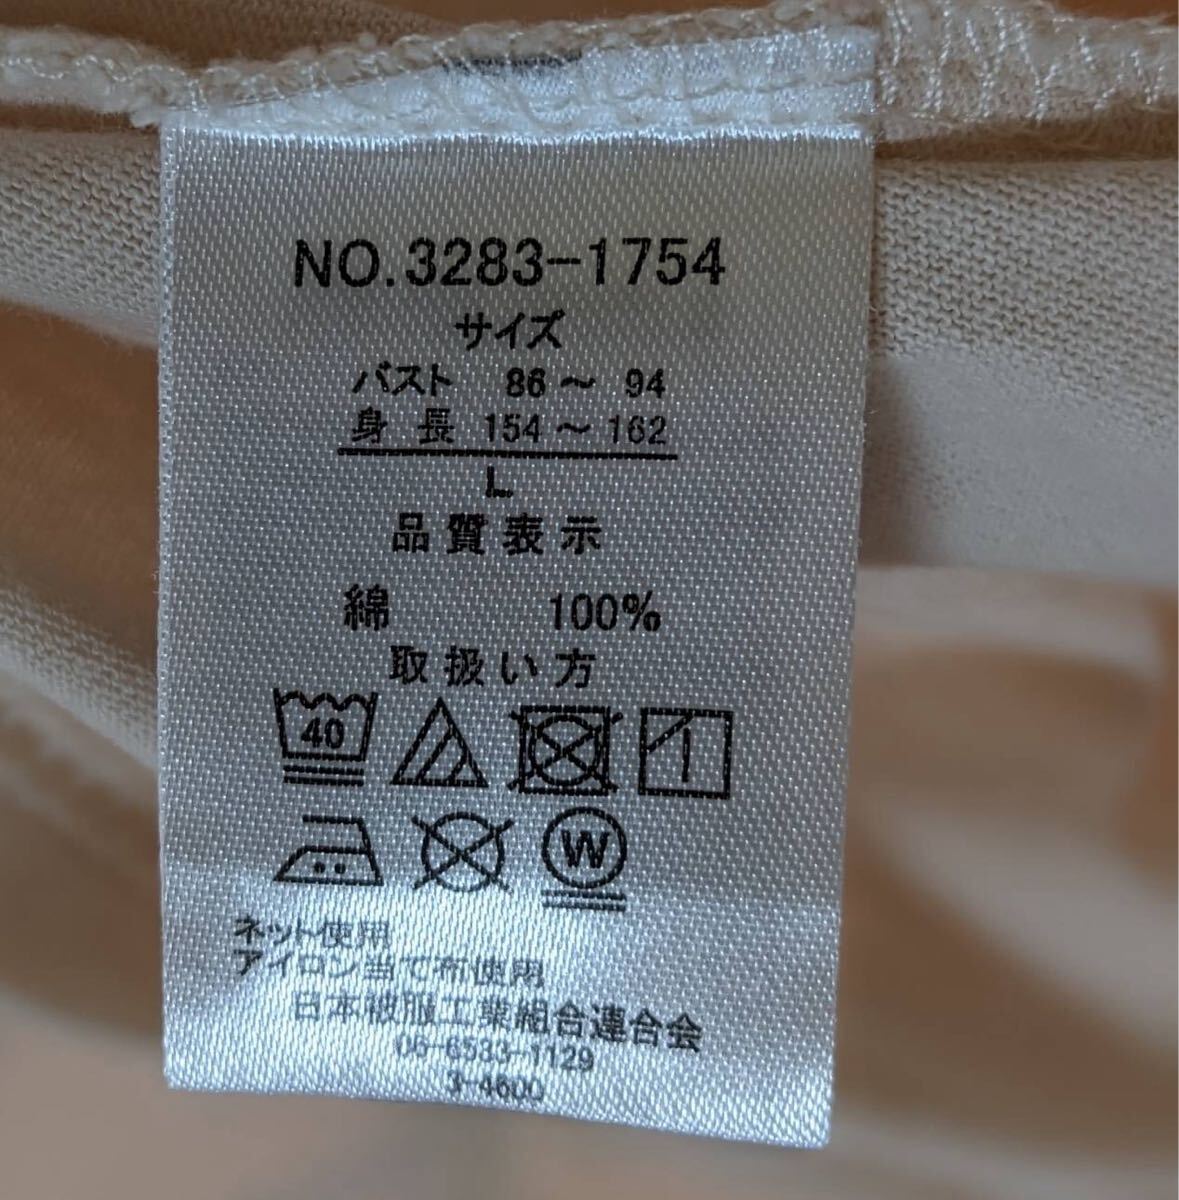 NO.3283-1754
サイズ
バスト 86～ 94
身 長 154～162
L
品質表示
綿 100%
取扱い方
40
W
ネット使用
アイロン当て布使用
日本被服工業組合連合会
06-6533-1129
3-4600